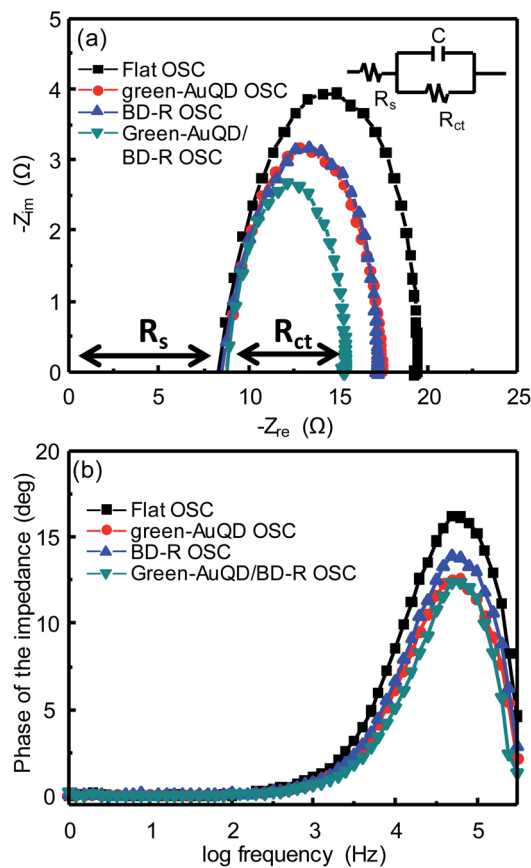 (a)
Flat OSC
green-AuQD OSC
BD-R OSC
Green-AuQD/
BD-R OSC
C
Rs
Rct
5
4
3
2
1
0
-Zim (Ω)
Rs
Rct
0 5 10 15 20 25
-Zre (Ω)
(b)
Flat OSC
green-AuQD OSC
BD-R OSC
Green-AuQD/BD-R OSC
20
15
10
5
0
Phase of the impedance (deg)
0 1 2 3 4 5
log frequency (Hz)